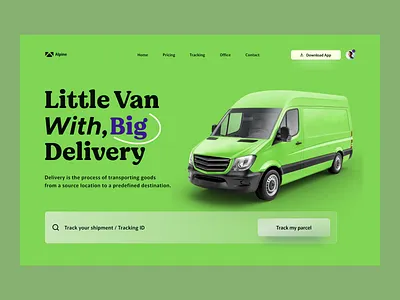 Alpino
Home Pricing Tracking Office Contact
Download App
Little Van
With, Big
Delivery
Delivery is the process of transporting goods
from a source location to a predefined destination.
Track your shipment / Tracking ID
Track my parcel